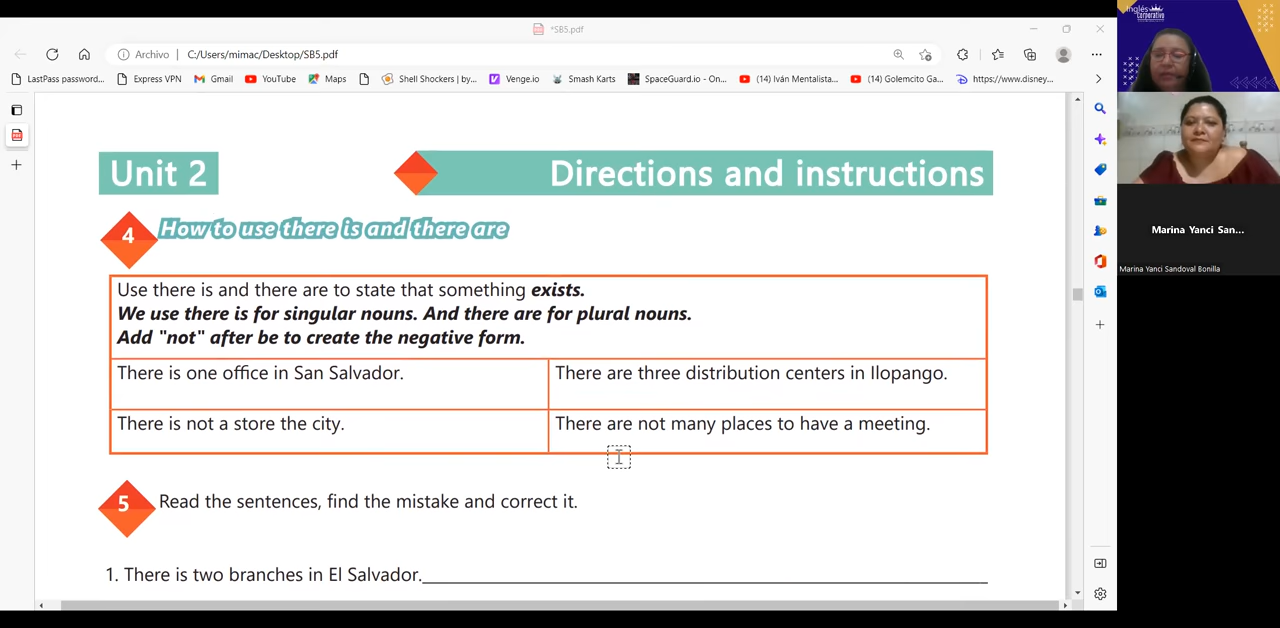 *SB5.pdf
Archivo | C:/Users/mimac/Desktop/SB5.pdf
LastPass password... Express VPN Gmail YouTube Maps Shell Shockers | by... Venge.io Smash Karts SpaceGuard.io - On... (14) Iván Mentalista... (14) Golemcito Ga... https://www.disney...
Inglés
Corporativo
Unit 2 Directions and instructions
4 How to use there is and there are
Use there is and there are to state that something exists.
We use there is for singular nouns. And there are for plural nouns.
Add "not" after be to create the negative form.
There is one office in San Salvador. There are three distribution centers in Ilopango.
There is not a store the city. There are not many places to have a meeting.
5 Read the sentences, find the mistake and correct it.
1. There is two branches in El Salvador.
Marina Yanci San...
Marina Yanci Sandoval Bonilla